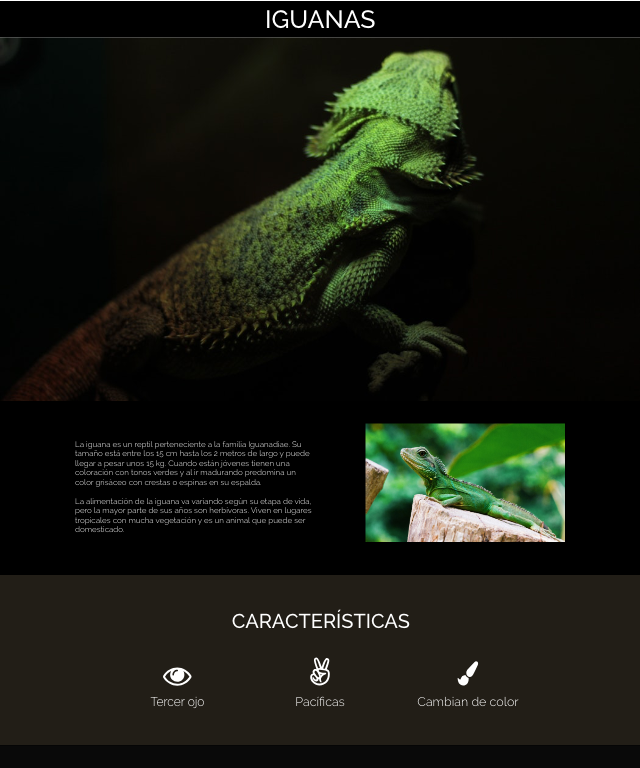 IGUANAS
La iguana es un reptil perteneciente a la familia Iguanadiae. Su
tamaño está entre los 15 cm hasta los 2 metros de largo y puede
llegar a pesar unos 15 kg. Cuando están jóvenes tienen una
coloración con tonos verdes y al ir madurando predomina un
color grisáceo con crestas o espinas en su espalda.
La alimentación de la iguana va variando según su etapa de vida,
pero la mayor parte de sus años son herbívoras. Viven en lugares
tropicales con mucha vegetación y es un animal que puede ser
domesticado.
CARACTERÍSTICAS
Tercer ojo
Pacíficas
Cambian de color